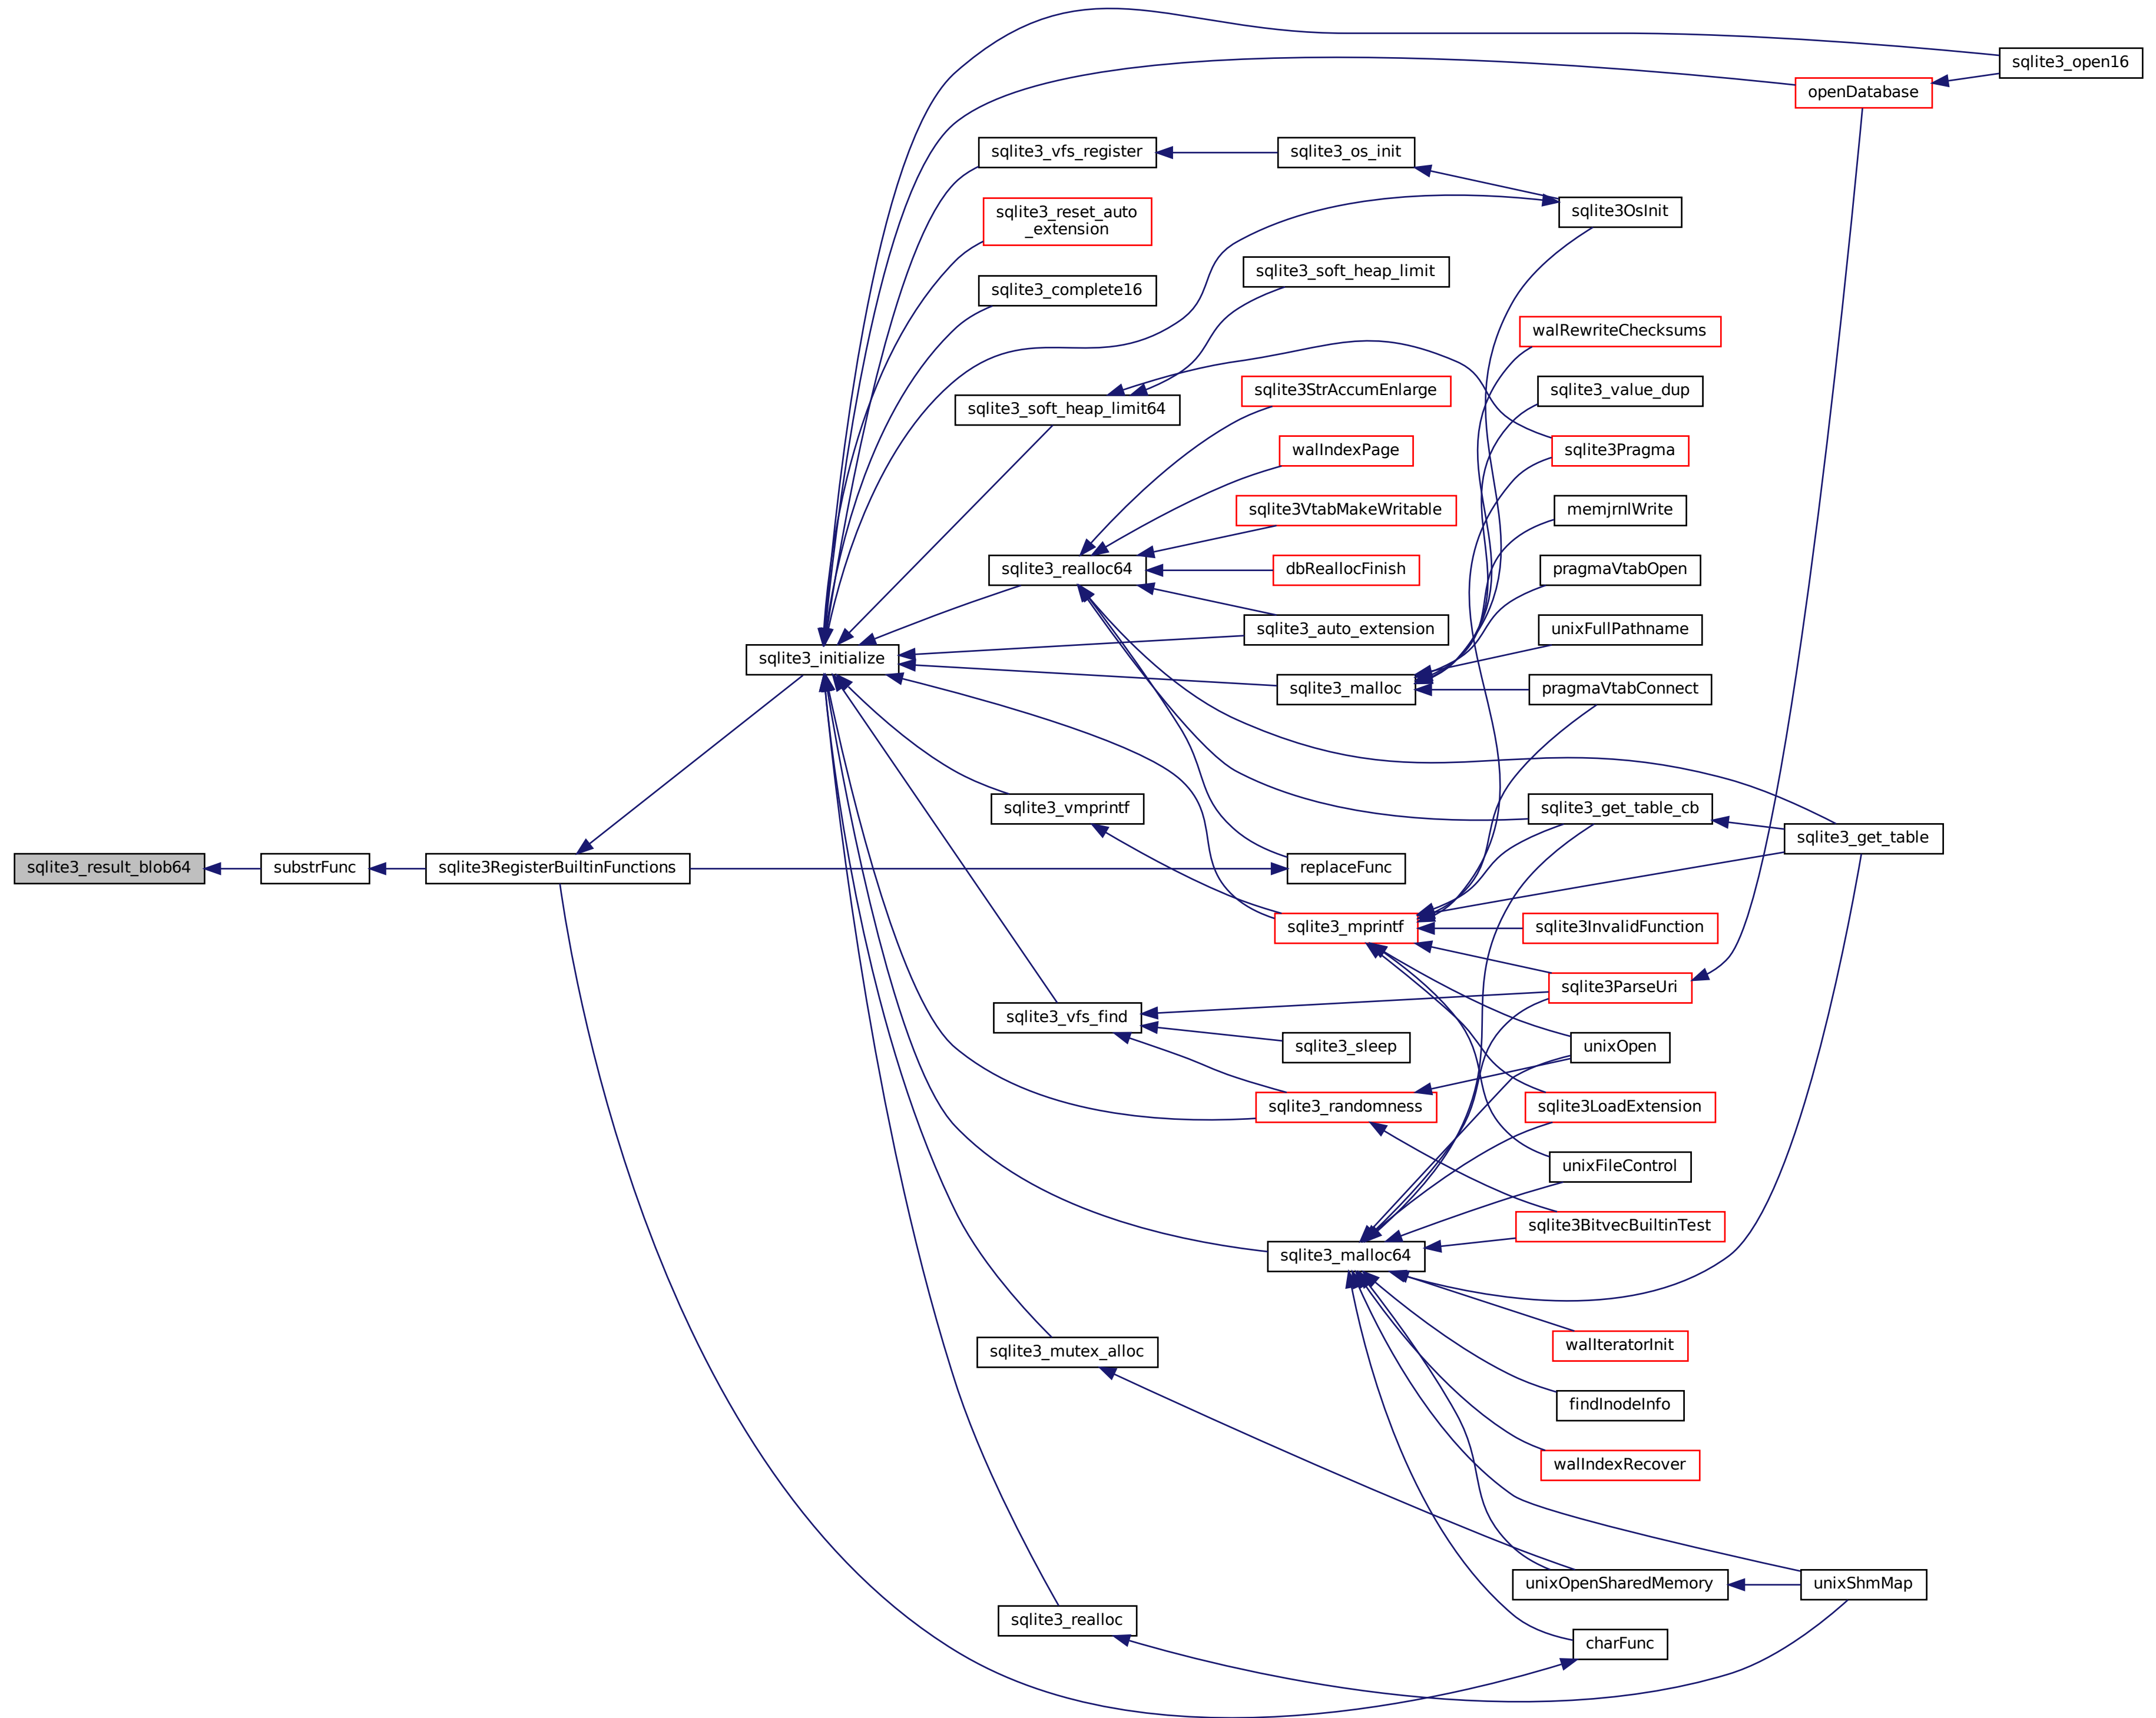 sqlite3_open16
openDatabase
sqlite3_vfs_register
sqlite3_os_init
sqlite3_reset_auto
_extension
sqlite3OsInit
sqlite3_soft_heap_limit
sqlite3_complete16
walRewriteChecksums
sqlite3StrAccumEnlarge
sqlite3_value_dup
sqlite3_soft_heap_limit64
walIndexPage
sqlite3Pragma
sqlite3VtabMakeWritable
memjrnlWrite
sqlite3_realloc64
dbReallocFinish
pragmaVtabOpen
sqlite3_auto_extension
unixFullPathname
sqlite3_initialize
sqlite3_malloc
pragmaVtabConnect
sqlite3_vmprintf
sqlite3_get_table_cb
sqlite3_get_table
sqlite3_result_blob64
substrFunc
sqlite3RegisterBuiltinFunctions
replaceFunc
sqlite3_mprintf
sqlite3InvalidFunction
sqlite3ParseUri
sqlite3_vfs_find
sqlite3_sleep
unixOpen
sqlite3_randomness
sqlite3LoadExtension
unixFileControl
sqlite3BitvecBuiltinTest
sqlite3_malloc64
walIteratorInit
sqlite3_mutex_alloc
findInodeInfo
walIndexRecover
unixOpenSharedMemory
unixShmMap
sqlite3_realloc
charFunc